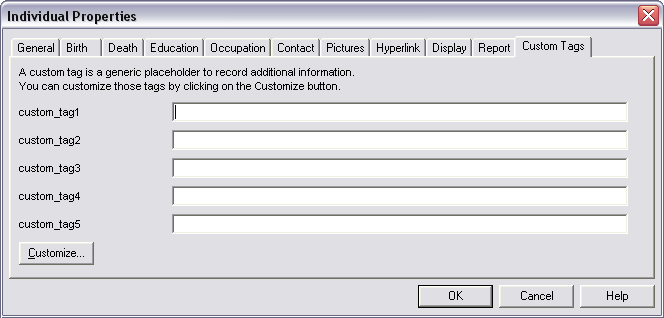 Individual Properties
General Birth Death Education Occupation Contact Pictures Hyperlink Display Report Custom Tags
A custom tag is a generic placeholder to record additional information.
You can customize those tags by clicking on the Customize button.
custom_tag1
custom_tag2
custom_tag3
custom_tag4
custom_tag5
Customize...
OK Cancel Help